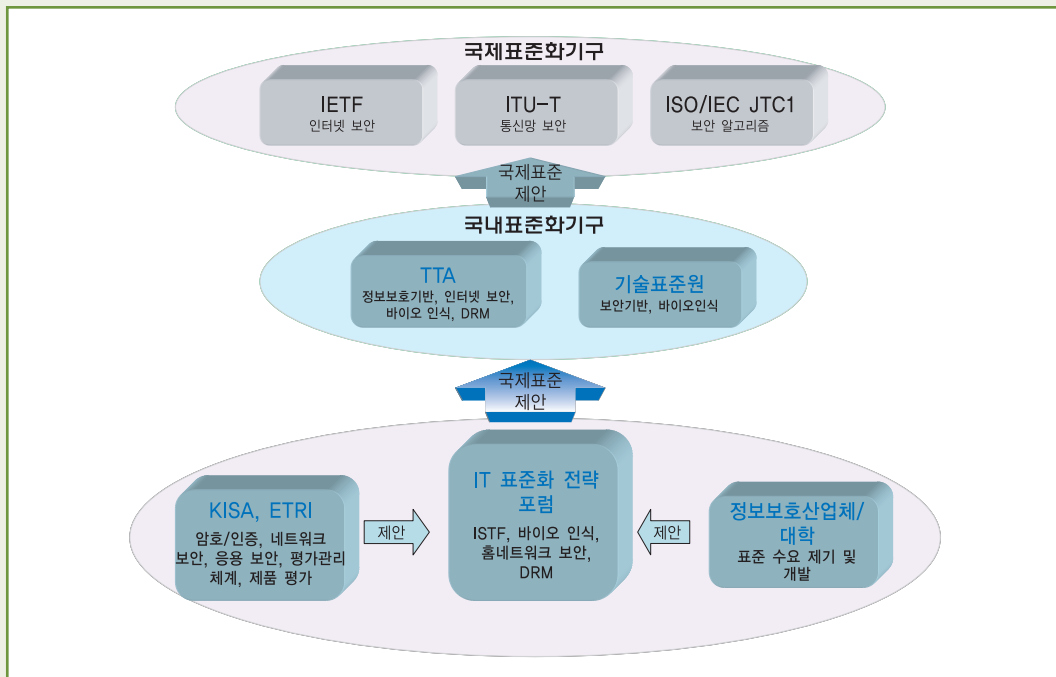 국제표준화기구
IETF
인터넷 보안
ITU-T
통신망 보안
ISO/IEC JTC1
보안 알고리즘
국제표준
제안
국내표준화기구
TTA
정보보호기반, 인터넷 보안,
바이오 인식, DRM
기술표준원
보안기반, 바이오인식
국제표준
제안
KISA, ETRI
암호/인증, 네트워크
보안, 응용 보안, 평가관리
체계, 제품 평가
제안
IT 표준화 전략
포럼
ISTF, 바이오 인식,
홈네트워크 보안,
DRM
제안
정보보호산업체/
대학
표준 수요 제기 및
개발